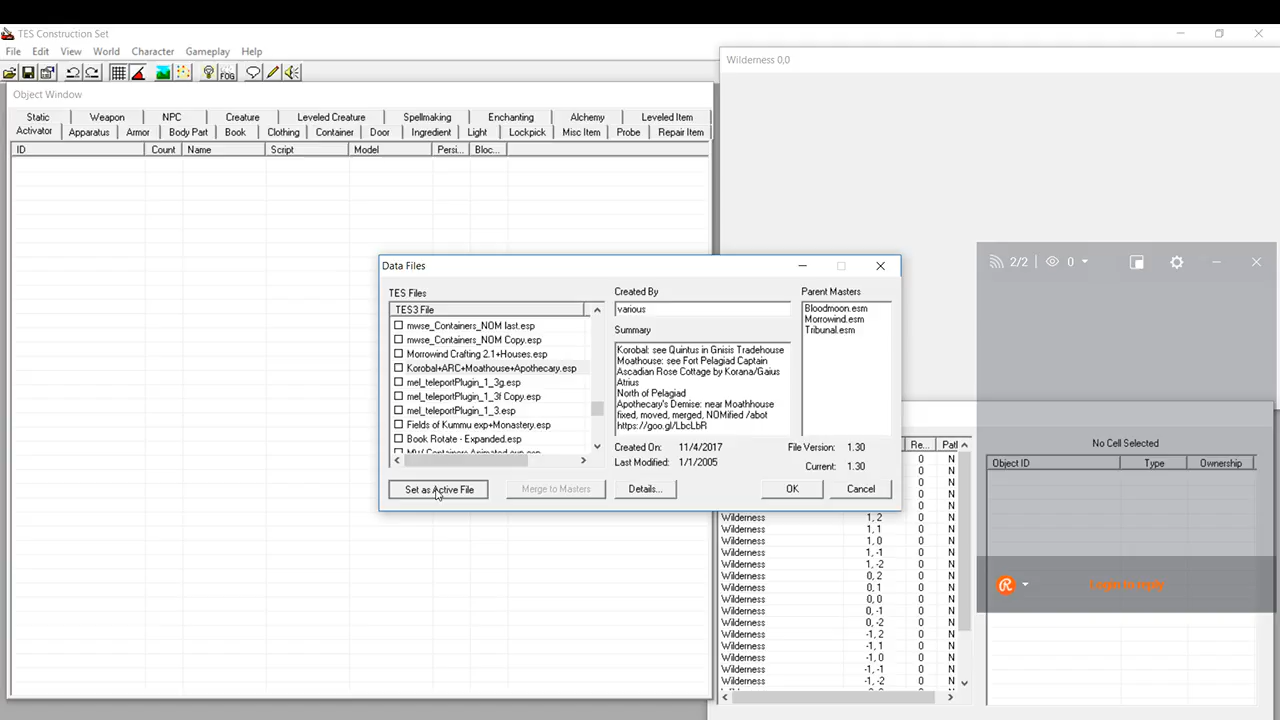 TES Construction Set
File Edit View World Character Gameplay Help
FOG
Object Window
Static Weapon NPC Creature Leveled Creature Spellmaking Enchanting Alchemy Leveled Item
Activator Apparatus Armor Body Part Book Clothing Container Door Ingredient Light Lockpick Misc Item Probe Repair Item
ID Count Name Script Model Persi... Bloc...
Wilderness 0,0
Data Files
TES Files
TES3 File
mwse_Containers_NOM last.esp
mwse_Containers_NOM Copy.esp
Morrowind Crafting 2.1+Houses.esp
Korobal+ARC+Moathouse+Apothecary.esp
mel_teleportPlugin_1_3g.esp
mel_teleportPlugin_1_3f Copy.esp
mel_teleportPlugin_1_3.esp
Fields of Kummu exp+Monastery.esp
Book Rotate - Expanded.esp
Set as Active File
Merge to Masters
Created By
various
Summary
Korobal: see Quintus in Gnisis Tradehouse
Moathouse: see Fort Pelagiad Captain
Ascadian Rose Cottage by Korana/Gaius
Atrius
North of Pelagiad
Apothecary's Demise: near Moathhouse
fixed, moved, merged, NOMified /abot
https://goo.gl/LbcLbR
Parent Masters
Bloodmoon.esm
Morrowind.esm
Tribunal.esm
Created On: 11/4/2017 File Version: 1.30
Last Modified: 1/1/2005 Current: 1.30
Details... OK Cancel
2/2 0
Re... Patl
0 N
0 N
0 N
0 N
0 N
Wilderness 1, 2 0 N
Wilderness 1, 1 0 N
Wilderness 1, 0 0 N
Wilderness 1, -1 0 N
Wilderness 1, -2 0 N
Wilderness 0, 2 0 N
Wilderness 0, 1 0 N
Wilderness 0, 0 0 N
Wilderness 0, -1 0 N
Wilderness 0, -2 0 N
Wilderness -1, 2 0 N
Wilderness -1, 1 0 N
Wilderness -1, 0 0 N
Wilderness -1, -1 0 N
Wilderness -1, -2 0 N
No Cell Selected
Object ID Type Ownership
R
Login to reply